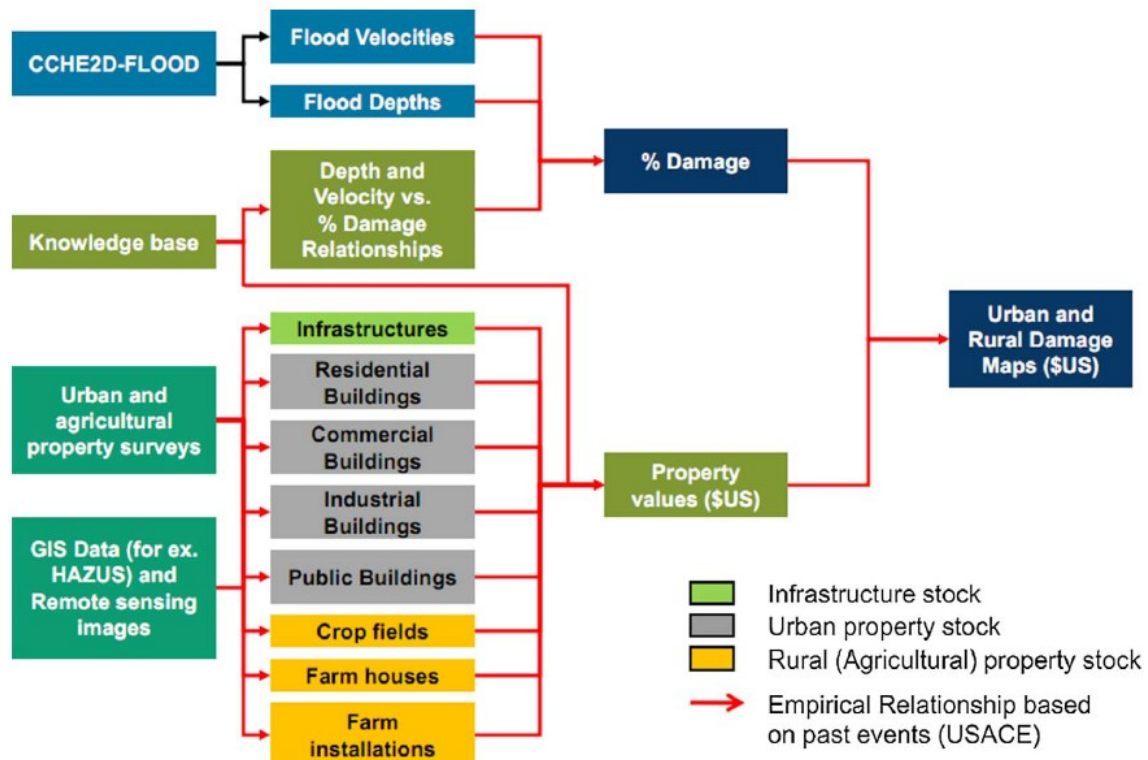 CCHE2D-FLOOD
Flood Velocities
Flood Depths
Depth and
Velocity vs.
% Damage
Relationships
Knowledge base
% Damage
Infrastructures
Residential
Buildings
Commercial
Buildings
Industrial
Buildings
Public Buildings
Crop fields
Farm houses
Farm
installations
Urban and
agricultural
property surveys
GIS Data (for ex.
HAZUS) and
Remote sensing
images
Property
values ($US)
Urban and
Rural Damage
Maps ($US)
Infrastructure stock
Urban property stock
Rural (Agricultural) property stock
Empirical Relationship based
on past events (USACE)